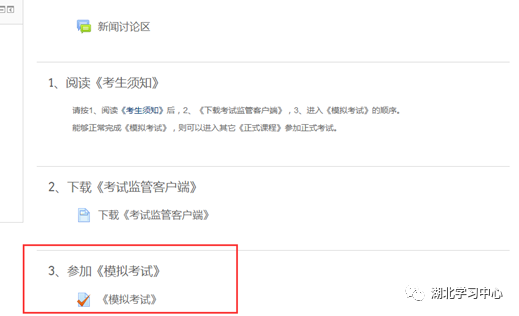 新闻讨论区
1、阅读《考生须知》
请按1、阅读《考生须知》后，2、《下载考试监管客户端》，3、进入《模拟考试》的顺序。
能够正常完成《模拟考试》，则可以进入其它《正式课程》参加正式考试。
2、下载《考试监管客户端》
下载《考试监管客户端》
3、参加《模拟考试》
《模拟考试》
湖北学习中心